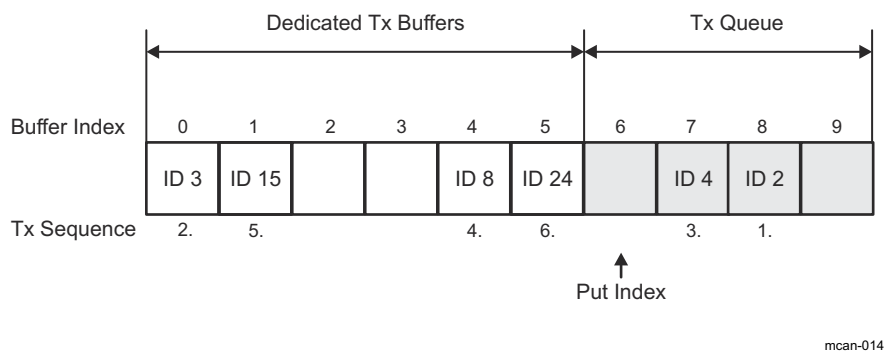 Dedicated Tx Buffers Tx Queue
Buffer Index 0 1 2 3 4 5 6 7 8 9
ID 3 ID 15 ID 8 ID 24 ID 4 ID 2
Tx Sequence 2. 5. 4. 6. 3. 1.
Put Index
mcan-014